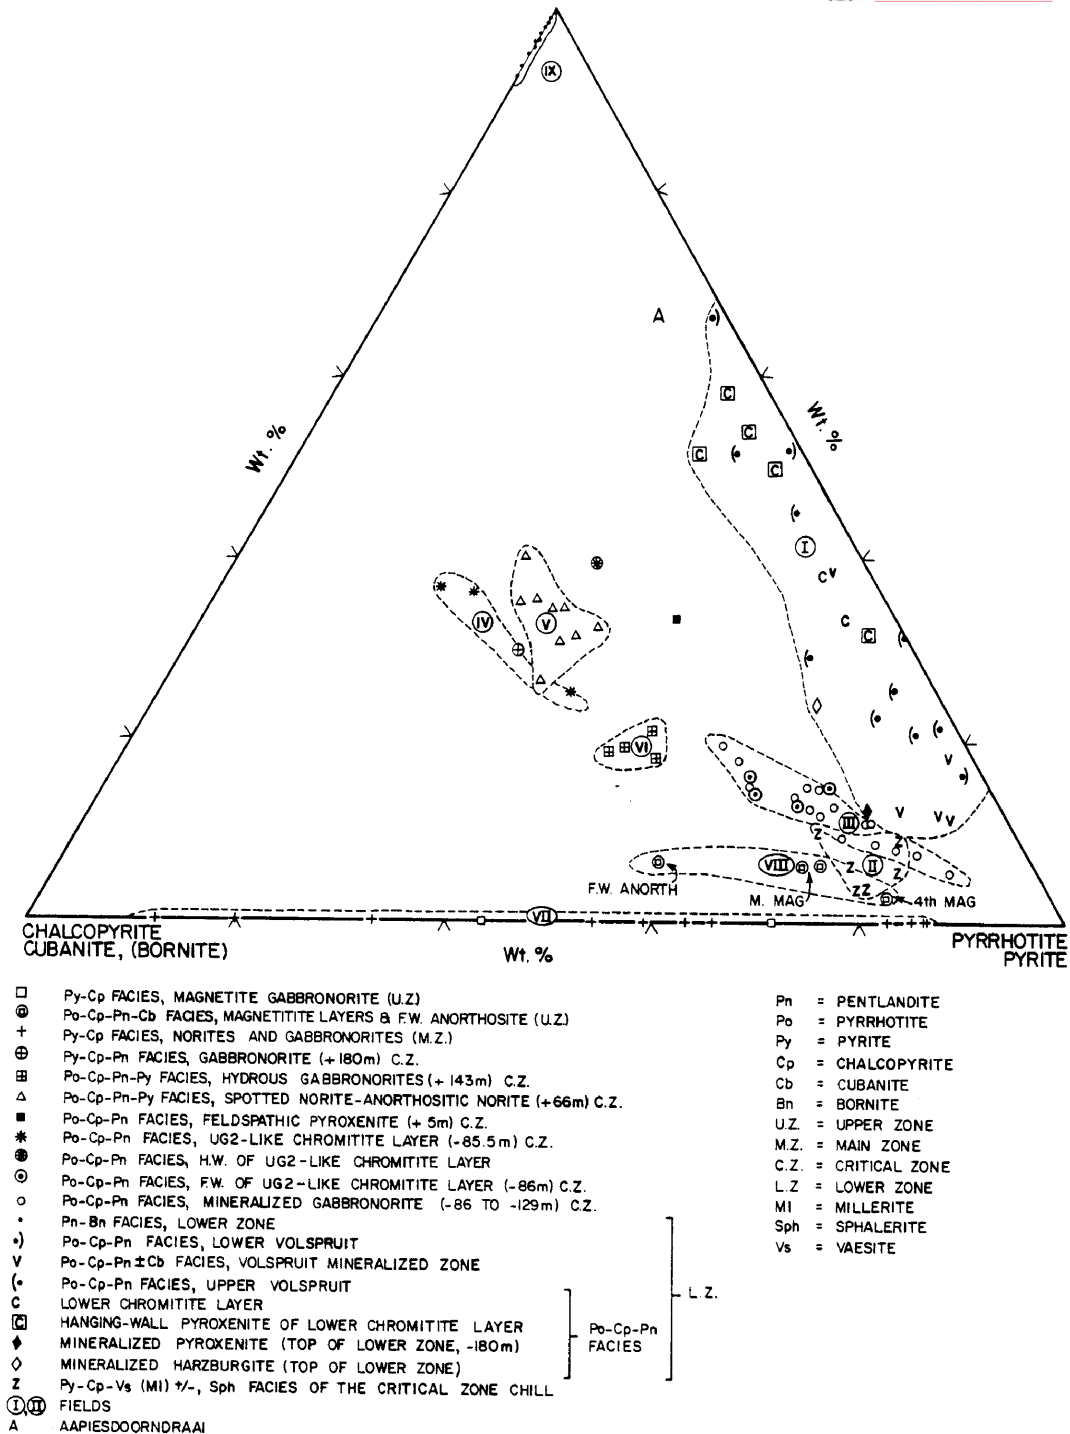 IX
A
Wt. %
Wt. %
C
C
C
C
I
C V
C
C
IV
V
VI
V
V
V V
III
Z
Z
II
Z
Z
ZZ
VIII
F.W. ANORTH
M. MAG
4th MAG
VII
CHALCOPYRITE
CUBANITE, (BORNITE)
Wt. %
PYRRHOTITE
PYRITE
Py-Cp FACIES, MAGNETITE GABBRONORITE (U.Z)
Po-Cp-Pn-Cb FACIES, MAGNETITITE LAYERS & F.W. ANORTHOSITE (U.Z)
Py-Cp FACIES, NORITES AND GABBRONORITES (M.Z.)
Py-Cp-Pn FACIES, GABBRONORITE (+180m) C.Z.
Po-Cp-Pn-Py FACIES, HYDROUS GABBRONORITES (+ 143m) C.Z.
Po-Cp-Pn-Py FACIES, SPOTTED NORITE-ANORTHOSITIC NORITE (+66m) C.Z.
Po-Cp-Pn FACIES, FELDSPATHIC PYROXENITE (+ 5m) C.Z.
Po-Cp-Pn FACIES, UG2-LIKE CHROMITITE LAYER (-85.5m) C.Z.
Po-Cp-Pn FACIES, H.W. OF UG2-LIKE CHROMITITE LAYER
Po-Cp-Pn FACIES, F.W. OF UG2-LIKE CHROMITITE LAYER (-86m) C.Z.
Po-Cp-Pn FACIES, MINERALIZED GABBRONORITE (-86 TO -129m) C.Z.
Pn-Bn FACIES, LOWER ZONE
Po-Cp-Pn FACIES, LOWER VOLSPRUIT
V Po-Cp-Pn±Cb FACIES, VOLSPRUIT MINERALIZED ZONE
Po-Cp-Pn FACIES, UPPER VOLSPRUIT
C LOWER CHROMITITE LAYER
C HANGING-WALL PYROXENITE OF LOWER CHROMITITE LAYER
MINERALIZED PYROXENITE (TOP OF LOWER ZONE, -180m)
MINERALIZED HARZBURGITE (TOP OF LOWER ZONE)
Z Py-Cp-Vs (MI) +/-, Sph FACIES OF THE CRITICAL ZONE CHILL
I, II FIELDS
A AAPIESDOORNDRAAI
Po-Cp-Pn
FACIES
L.Z.
Pn = PENTLANDITE
Po = PYRRHOTITE
Py = PYRITE
Cp = CHALCOPYRITE
Cb = CUBANITE
Bn = BORNITE
U.Z. = UPPER ZONE
M.Z. = MAIN ZONE
C.Z. = CRITICAL ZONE
L.Z = LOWER ZONE
MI = MILLERITE
Sph = SPHALERITE
Vs = VAESITE